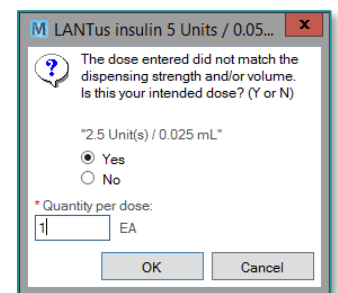 M LANTus insulin 5 Units / 0.05... X
The dose entered did not match the
dispensing strength and/or volume.
Is this your intended dose? (Y or N)
"2.5 Unit(s) / 0.025 mL"
Yes
No
* Quantity per dose:
1 EA
OK Cancel